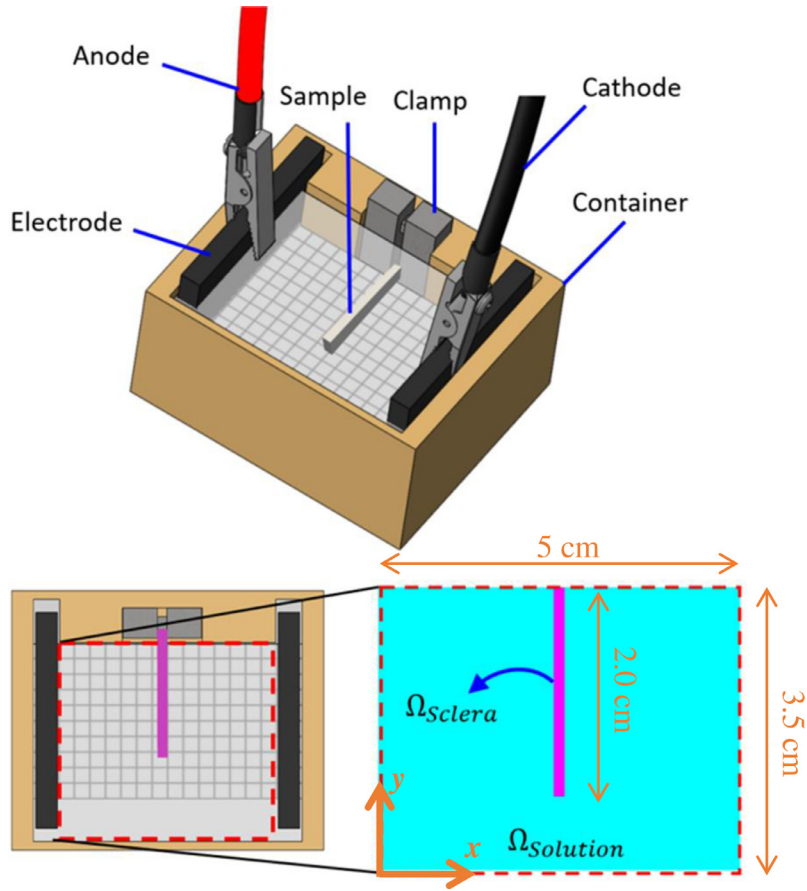 Anode
Sample
Clamp
Cathode
Electrode
Container
5 cm
2.0 cm
3.5 cm
Ω_Sclera
y
x
Ω_Solution